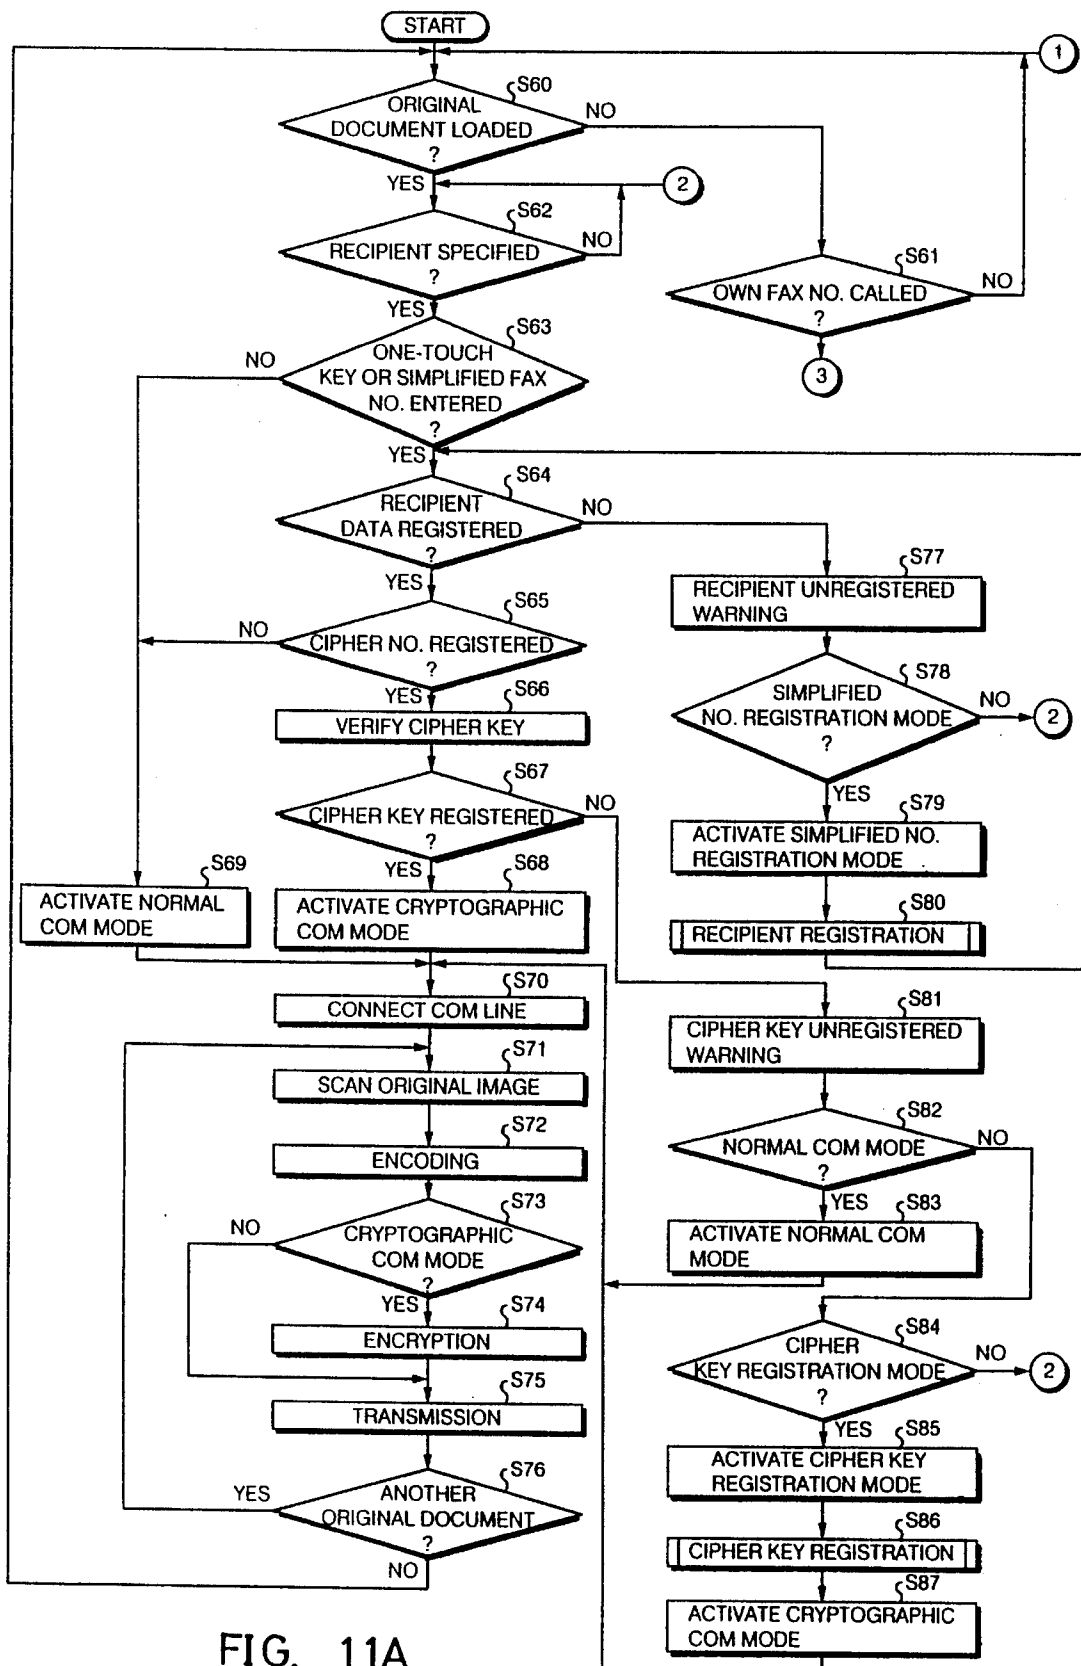 START
1
S60
ORIGINAL
DOCUMENT LOADED
?
NO
YES
2
S62
RECIPIENT SPECIFIED
?
NO
YES
S61
OWN FAX NO. CALLED
?
NO
3
S63
ONE-TOUCH
KEY OR SIMPLIFIED FAX
NO. ENTERED
?
NO
YES
S64
RECIPIENT
DATA REGISTERED
?
NO
YES
S65
CIPHER NO. REGISTERED
?
NO
YES
S66
VERIFY CIPHER KEY
S67
CIPHER KEY REGISTERED
?
NO
YES
S68
ACTIVATE CRYPTOGRAPHIC
COM MODE
S69
ACTIVATE NORMAL
COM MODE
S70
CONNECT COM LINE
S71
SCAN ORIGINAL IMAGE
S72
ENCODING
S73
CRYPTOGRAPHIC
COM MODE
?
NO
YES
S74
ENCRYPTION
S75
TRANSMISSION
S76
ANOTHER
ORIGINAL DOCUMENT
?
YES
NO
S77
RECIPIENT UNREGISTERED
WARNING
S78
SIMPLIFIED
NO. REGISTRATION MODE
?
NO
2
YES
S79
ACTIVATE SIMPLIFIED NO.
REGISTRATION MODE
S80
RECIPIENT REGISTRATION
S81
CIPHER KEY UNREGISTERED
WARNING
S82
NORMAL COM MODE
?
NO
YES
S83
ACTIVATE NORMAL COM
MODE
S84
CIPHER
KEY REGISTRATION MODE
?
NO
2
YES
S85
ACTIVATE CIPHER KEY
REGISTRATION MODE
S86
CIPHER KEY REGISTRATION
S87
ACTIVATE CRYPTOGRAPHIC
COM MODE
FIG. 11A